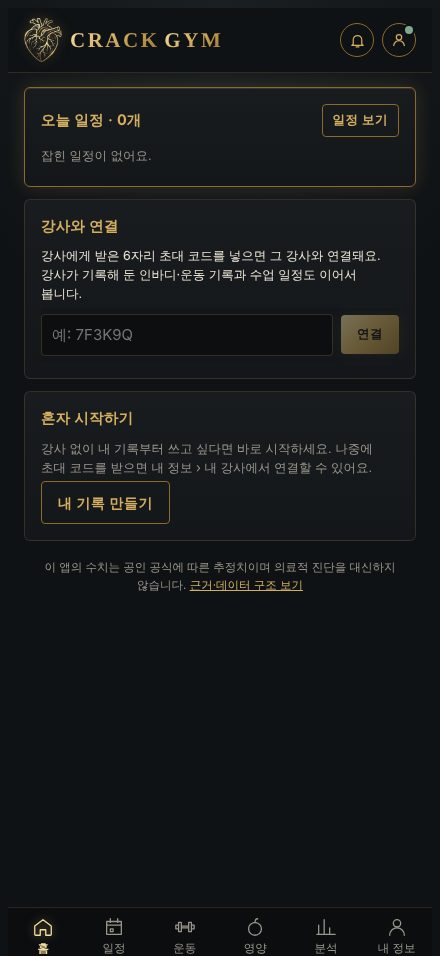 CRACK GYM
오늘 일정 · 0개
일정 보기
잡힌 일정이 없어요.
강사와 연결
강사에게 받은 6자리 초대 코드를 넣으면 그 강사와 연결돼요.
강사가 기록해 둔 인바디·운동 기록과 수업 일정도 이어서
봅니다.
예: 7F3K9Q
연결
혼자 시작하기
강사 없이 내 기록부터 쓰고 싶다면 바로 시작하세요. 나중에
초대 코드를 받으면 내 정보 › 내 강사에서 연결할 수 있어요.
내 기록 만들기
이 앱의 수치는 공인 공식에 따른 추정치이며 의료적 진단을 대신하지
않습니다. 근거·데이터 구조 보기
홈
일정
운동
영양
분석
내 정보